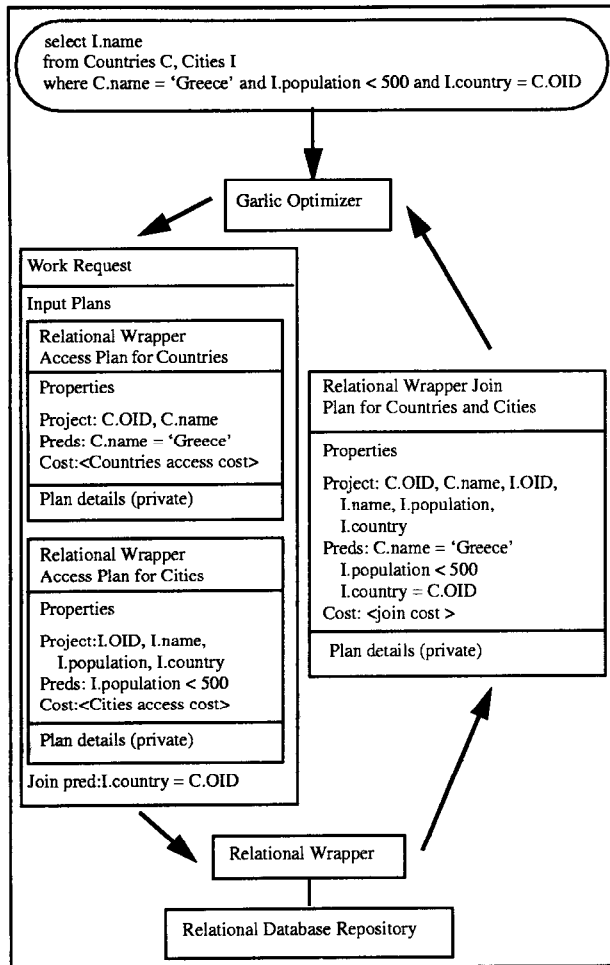 select I.name
from Countries C, Cities I
where C.name = ‘Greece’ and I.population < 500 and I.country = C.OID
Garlic Optimizer
Work Request
Input Plans
Relational Wrapper
Access Plan for Countries
Properties
Project: C.OID, C.name
Preds: C.name = ‘Greece’
Cost:<Countries access cost>
Plan details (private)
Relational Wrapper
Access Plan for Cities
Properties
Project:I.OID, I.name,
I.population, I.country
Preds: I.population < 500
Cost:<Cities access cost>
Plan details (private)
Join pred:I.country = C.OID
Relational Wrapper Join
Plan for Countries and Cities
Properties
Project: C.OID, C.name, I.OID,
I.name, I.population,
I.country
Preds: C.name = ‘Greece’
I.population < 500
I.country = C.OID
Cost: <join cost >
Plan details (private)
Relational Wrapper
Relational Database Repository